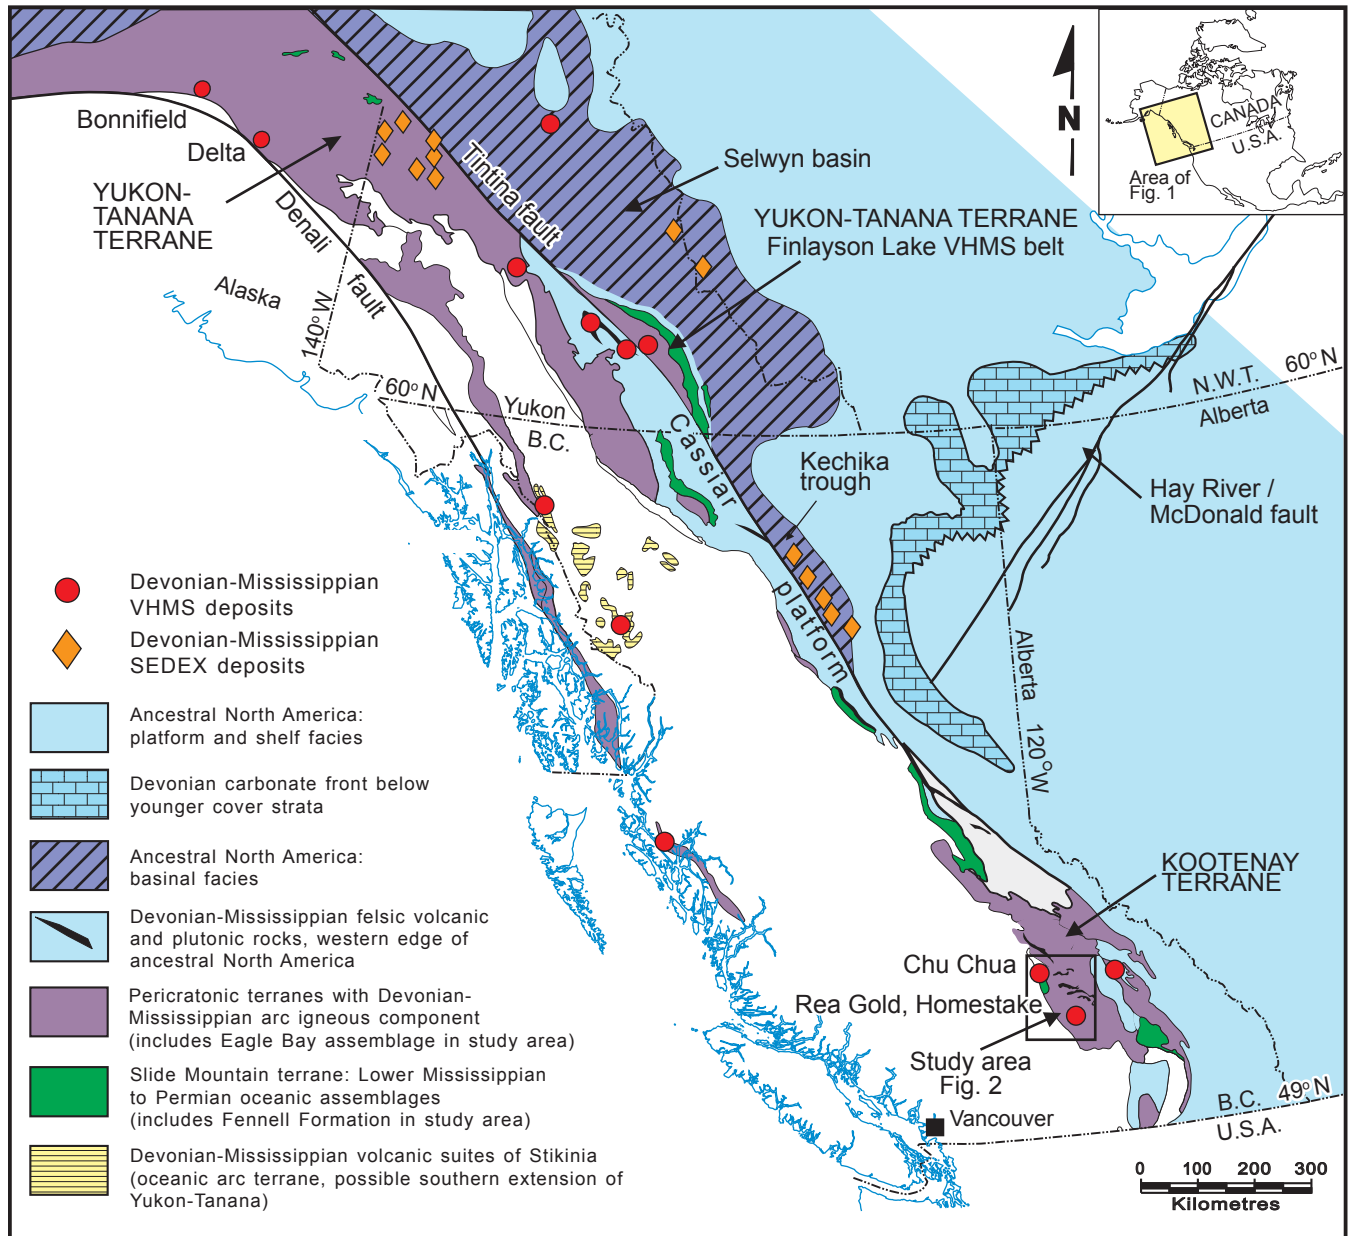 Bonnifield
Delta
YUKON-
TANANA
TERRANE
Denali
fault
Tintina fault
Selwyn basin
YUKON-TANANA TERRANE
Finlayson Lake VHMS belt
N
CANADA
U.S.A.
Area of
Fig. 1
Alaska
140° W
60° N
Yukon
B.C.
Cassiar
platform
Kechika
trough
N.W.T.
Alberta
60° N
Hay River /
McDonald fault
Alberta
120° W
KOOTENAY
TERRANE
Chu Chua
Rea Gold, Homestake
Study area
Fig. 2
Vancouver
B.C.
49° N
U.S.A.
0 100 200 300
Kilometres
Devonian-Mississippian
VHMS deposits
Devonian-Mississippian
SEDEX deposits
Ancestral North America:
platform and shelf facies
Devonian carbonate front below
younger cover strata
Ancestral North America:
basinal facies
Devonian-Mississippian felsic volcanic
and plutonic rocks, western edge of
ancestral North America
Pericratonic terranes with Devonian-
Mississippian arc igneous component
(includes Eagle Bay assemblage in study area)
Slide Mountain terrane: Lower Mississippian
to Permian oceanic assemblages
(includes Fennell Formation in study area)
Devonian-Mississippian volcanic suites of Stikinia
(oceanic arc terrane, possible southern extension of
Yukon-Tanana)